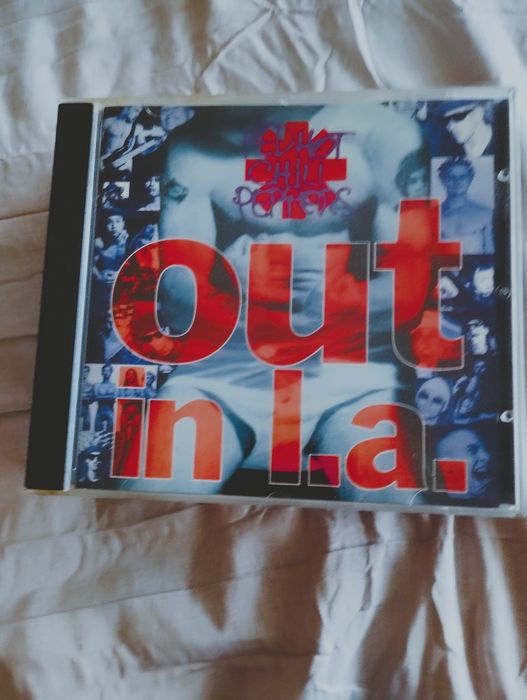 RED HOT
CHILI
PEPPERS
out
in l.a.